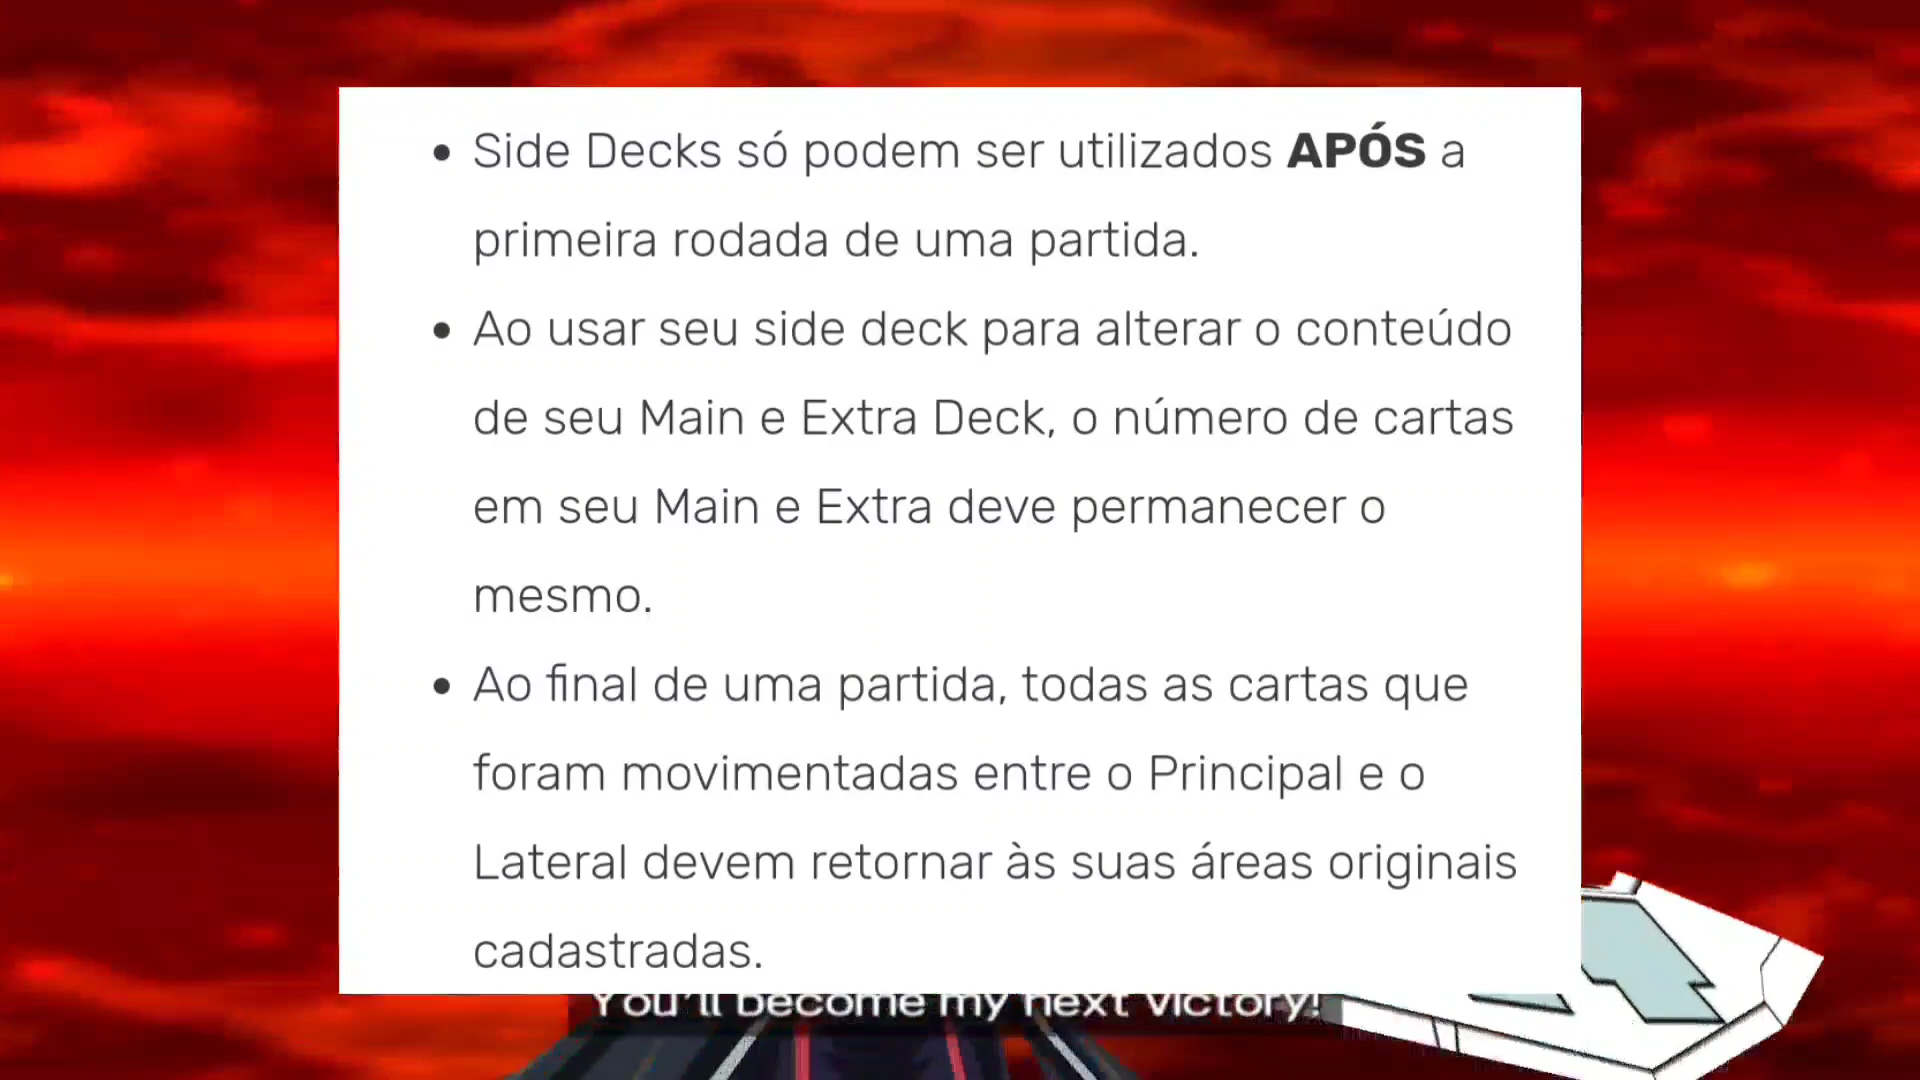 • Side Decks só podem ser utilizados APÓS a
primeira rodada de uma partida.
• Ao usar seu side deck para alterar o conteúdo
de seu Main e Extra Deck, o número de cartas
em seu Main e Extra deve permanecer o
mesmo.
• Ao final de uma partida, todas as cartas que
foram movimentadas entre o Principal e o
Lateral devem retornar às suas áreas originais
cadastradas.
You'll become my next victory!